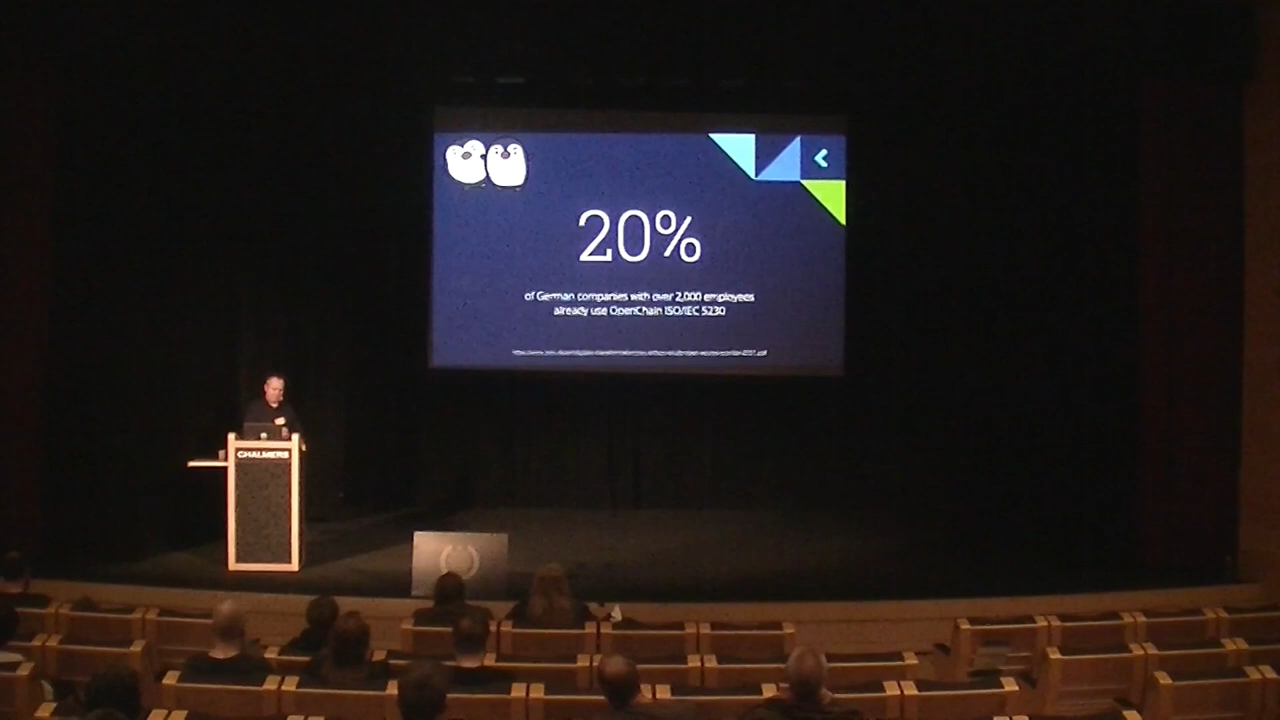 20%
of German companies with over 2,000 employees
already use OpenChain ISO/IEC 5230
CHALMERS